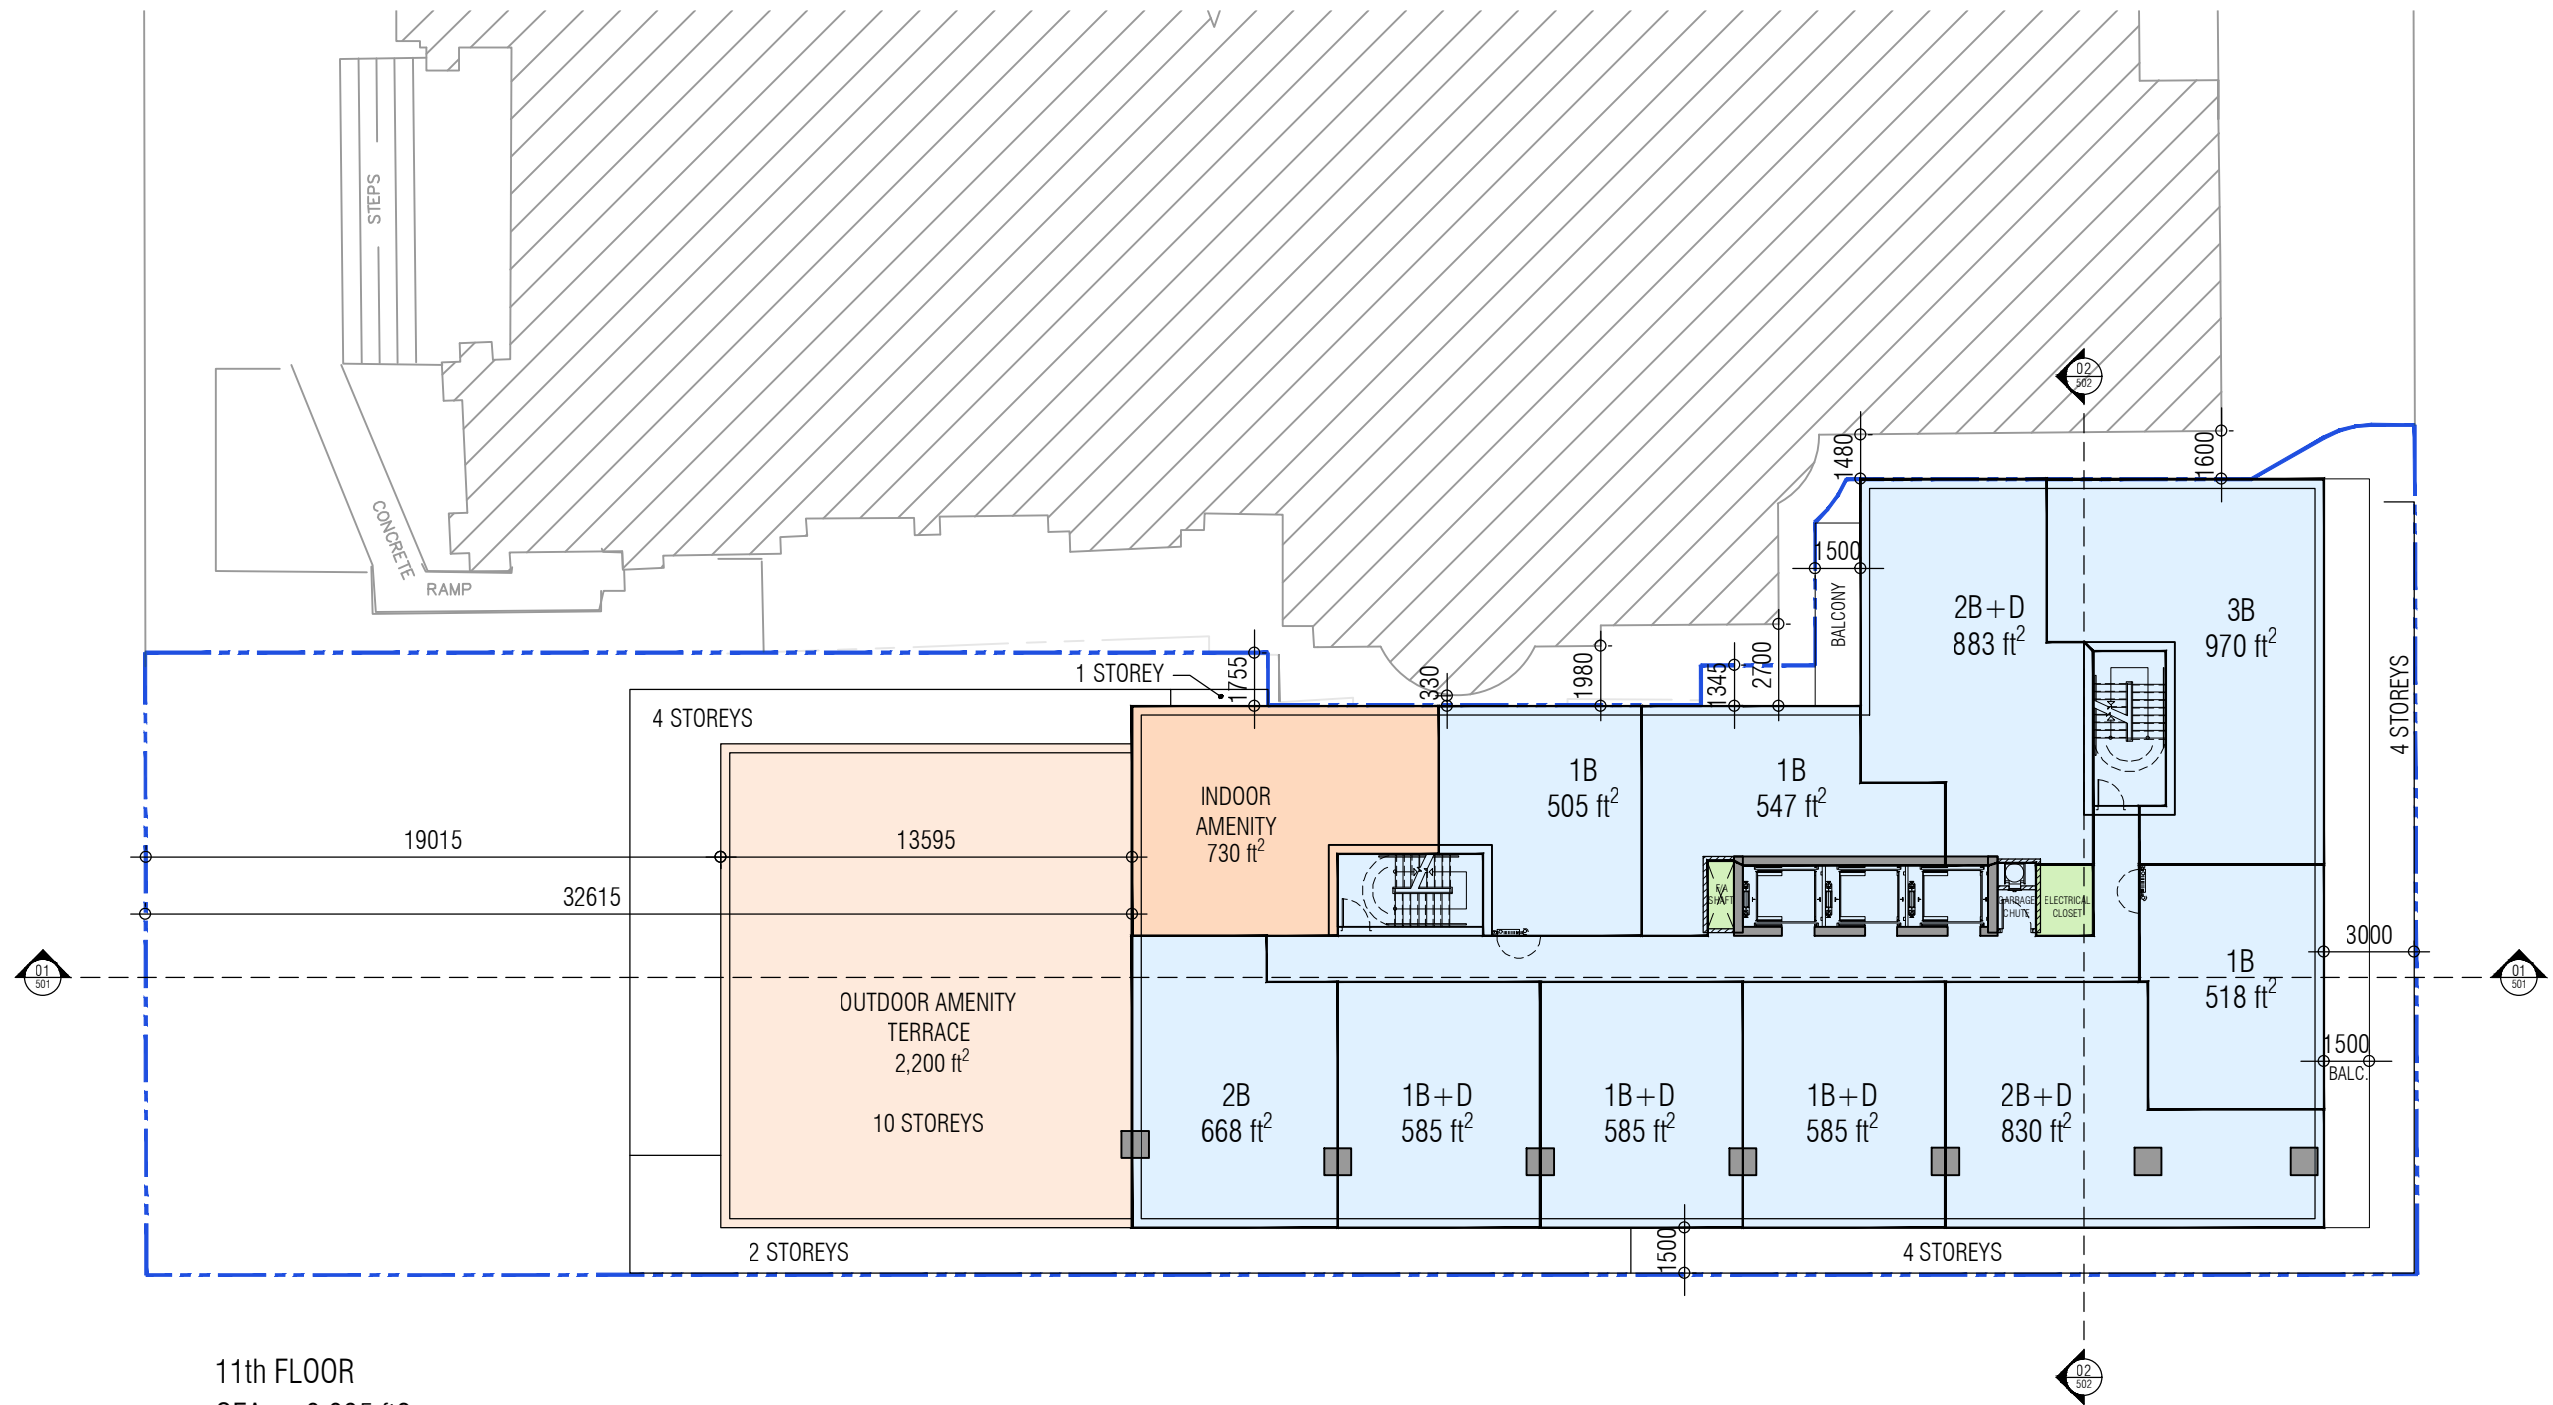 STEPS
02
502
1480
1600
CONCRETE
RAMP
1500
BALCONY
2B+D
883 ft²
3B
970 ft²
1 STOREY
1755
330
1980
1345
2700
4 STOREYS
4 STOREYS
INDOOR
AMENITY
730 ft²
1B
505 ft²
1B
547 ft²
19015
13595
32615
F/A
SHAFT
GARBAGE
CHUTE
ELECTRICAL
CLOSET
3000
01
501
01
501
1B
518 ft²
OUTDOOR AMENITY
TERRACE
2,200 ft²
10 STOREYS
1500
BALC.
2B
668 ft²
1B+D
585 ft²
1B+D
585 ft²
1B+D
585 ft²
2B+D
830 ft²
2 STOREYS
1500
4 STOREYS
11th FLOOR
02
502